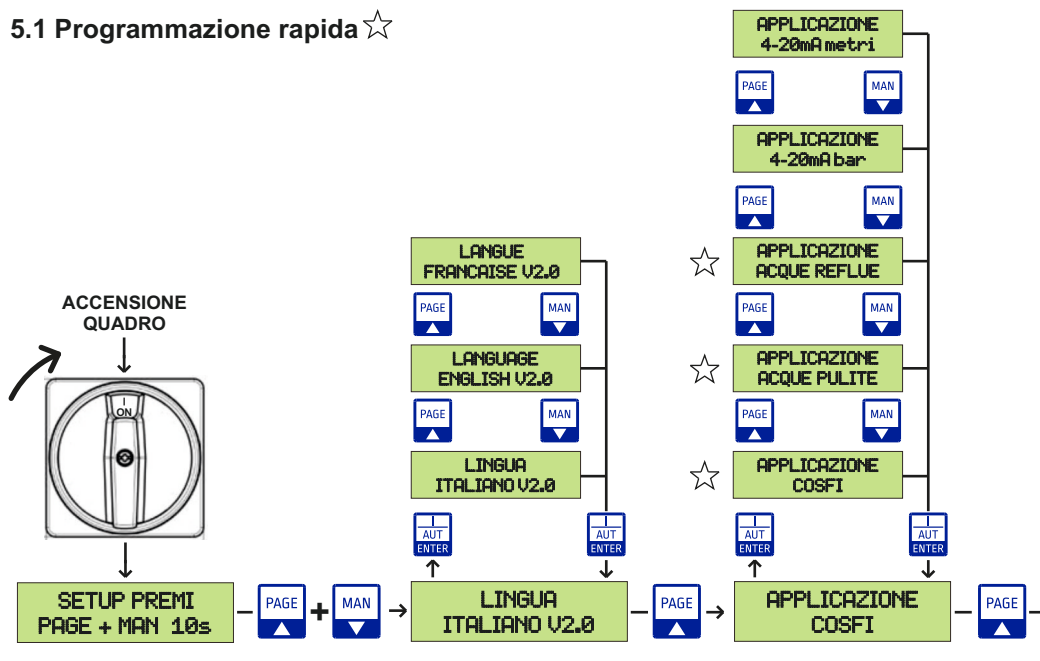 5.1 Programmazione rapida
APPLICAZIONE
4-20mA metri
PAGE
MAN
APPLICAZIONE
4-20mA bar
PAGE
MAN
LANGUE
FRANCAISE V2.0
APPLICAZIONE
ACQUE REFLUE
PAGE
MAN
PAGE
MAN
ACCENSIONE
QUADRO
LANGUAGE
ENGLISH V2.0
APPLICAZIONE
ACQUE PULITE
I
ON
PAGE
MAN
PAGE
MAN
LINGUA
ITALIANO V2.0
APPLICAZIONE
COSFI
I
AUT
ENTER
I
AUT
ENTER
I
AUT
ENTER
I
AUT
ENTER
SETUP PREMI
PAGE + MAN 10s
PAGE
+
MAN
LINGUA
ITALIANO V2.0
PAGE
APPLICAZIONE
COSFI
PAGE